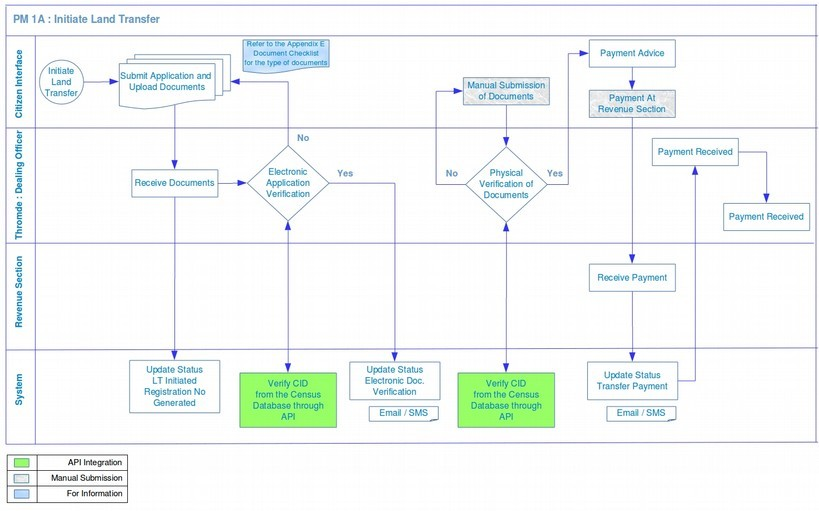 PM 1A : Initiate Land Transfer
Citizen Interface
Initiate
Land
Transfer
Submit Application and
Upload Documents
Refer to the Appendix E
Document Checklist
for the type of documents
Manual Submission
of Documents
Payment Advice
Payment At
Revenue Section
Thromde : Dealing Officer
Receive Documents
No
Electronic
Application
Verification
Yes
No
Physical
Verification of
Documents
Yes
Payment Received
Payment Received
Revenue Section
Receive Payment
System
Update Status
LT Initiated
Registration No
Generated
Verify CID
from the Census
Database through
API
Update Status
Electronic Doc.
Verification
Email / SMS
Verify CID
from the Census
Database through
API
Update Status
Transfer Payment
Email / SMS
API Integration
Manual Submission
For Information